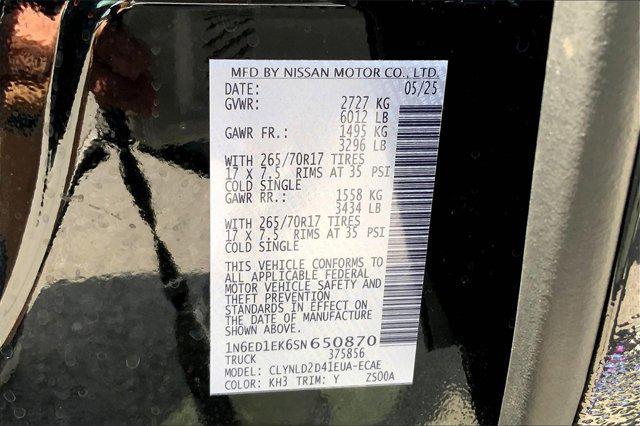 MFD BY NISSAN MOTOR CO., LTD.
DATE: 05/25
GVWR: 2727 KG
6012 LB
GAWR FR.: 1495 KG
3296 LB
WITH 265/70R17 TIRES
17 X 7.5 RIMS AT 35 PSI
COLD SINGLE
GAWR RR.: 1558 KG
3434 LB
WITH 265/70R17 TIRES
17 X 7.5 RIMS AT 35 PSI
COLD SINGLE
THIS VEHICLE CONFORMS TO
ALL APPLICABLE FEDERAL
MOTOR VEHICLE SAFETY AND
THEFT PREVENTION
STANDARDS IN EFFECT ON
THE DATE OF MANUFACTURE
SHOWN ABOVE.
1N6ED1EK6SN650870
TRUCK 375856
MODEL: CLYNLD2D41EUA-ECAE
COLOR: KH3 TRIM: Y ZS00A